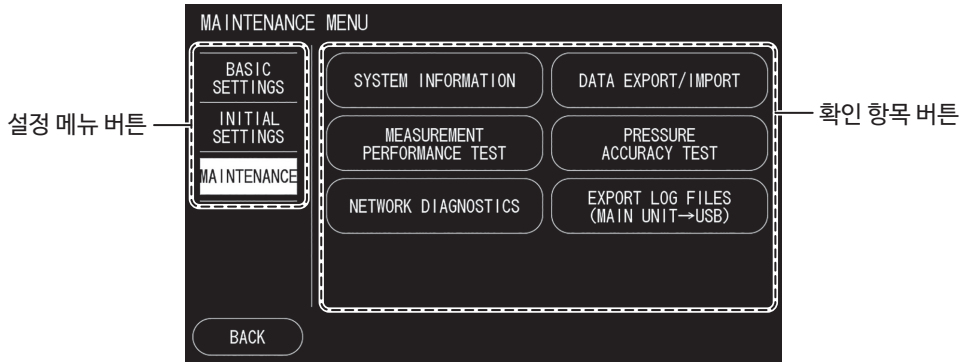 MAINTENANCE MENU
설정 메뉴 버튼
BASIC
SETTINGS
INITIAL
SETTINGS
MAINTENANCE
SYSTEM INFORMATION
DATA EXPORT/IMPORT
MEASUREMENT
PERFORMANCE TEST
PRESSURE
ACCURACY TEST
NETWORK DIAGNOSTICS
EXPORT LOG FILES
(MAIN UNIT→USB)
확인 항목 버튼
BACK